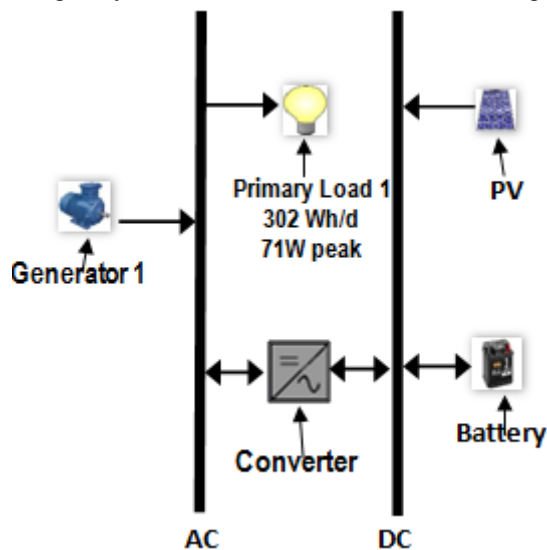 Primary Load 1
302 Wh/d
71W peak
PV
Generator 1
Converter
Battery
AC
DC